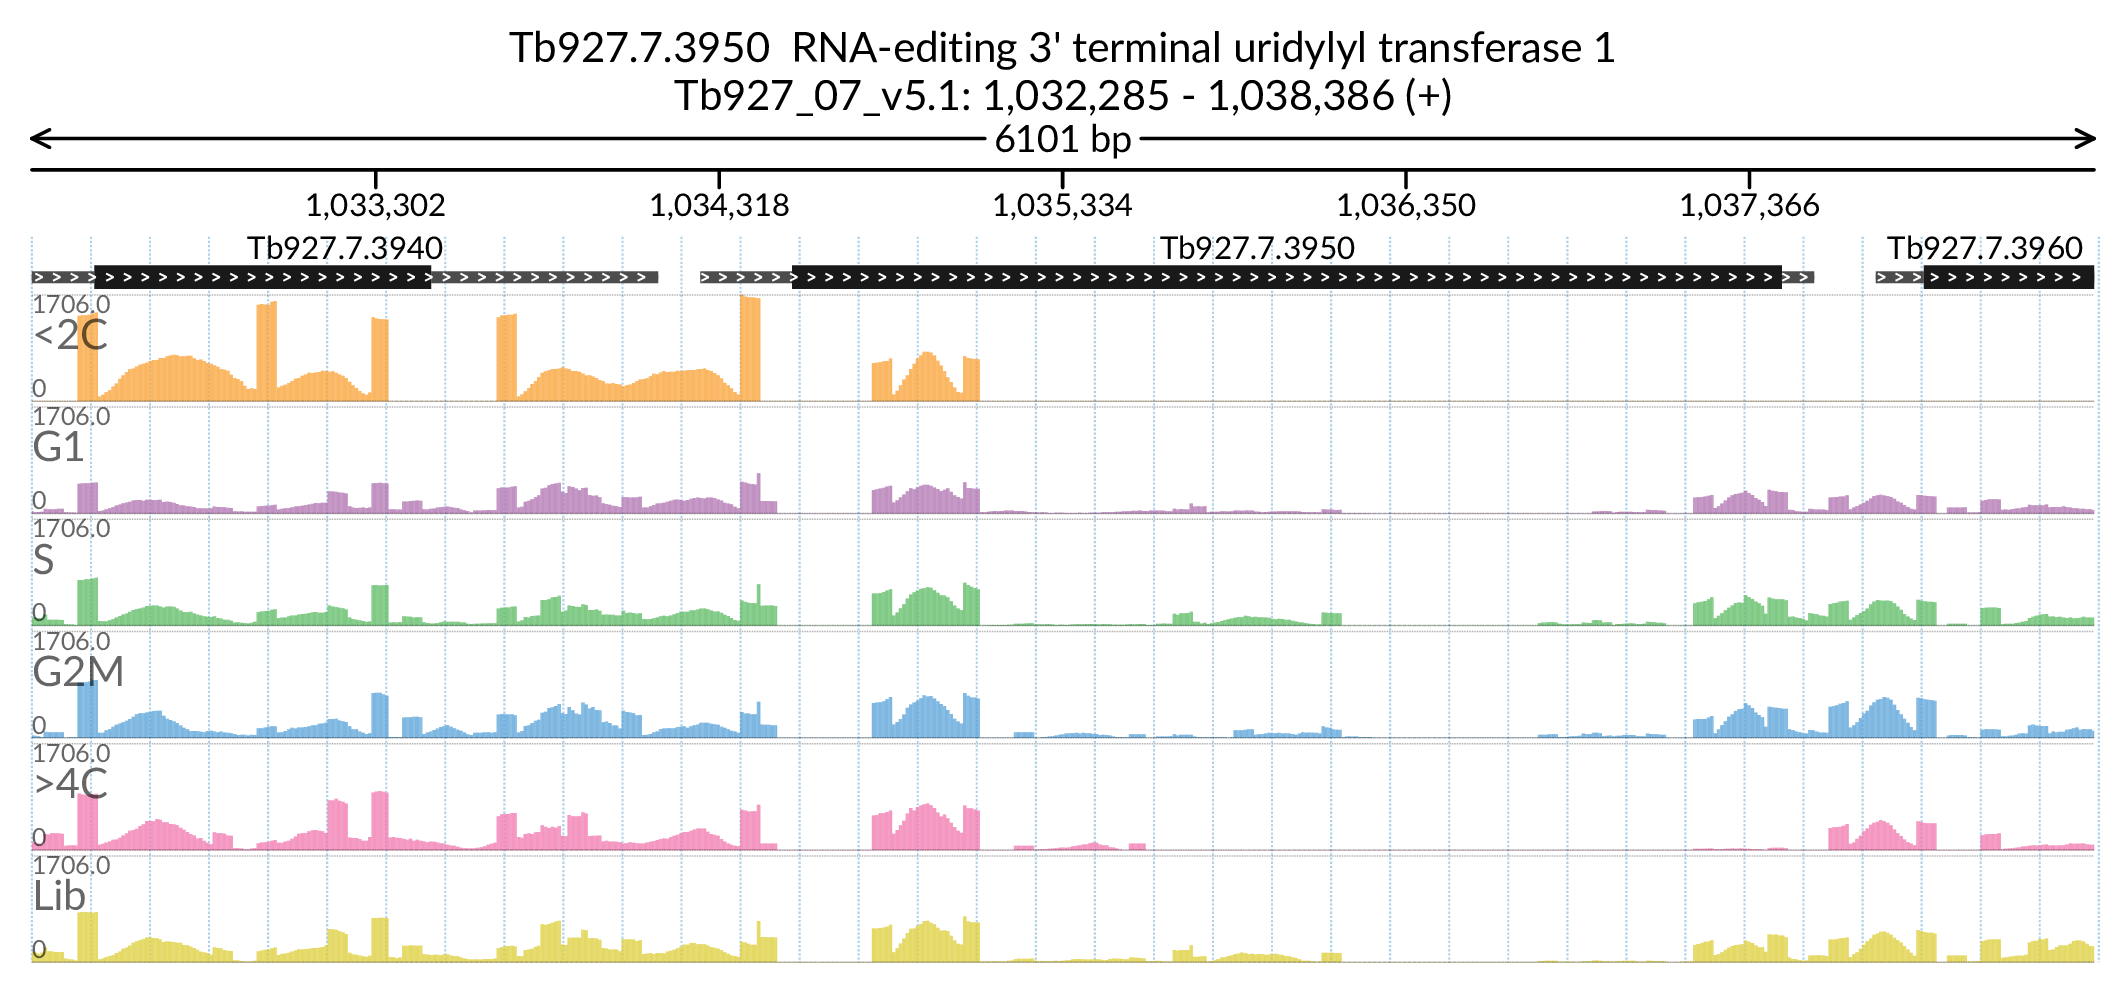 Tb927.7.3950  RNA-editing 3' terminal uridylyl transferase 1
Tb927_07_v5.1: 1,032,285 - 1,038,386 (+)
6101 bp
1,033,302 1,034,318 1,035,334 1,036,350 1,037,366
Tb927.7.3940 Tb927.7.3950 Tb927.7.3960
1706.0
<2C
0
1706.0
G1
0
1706.0
S
0
1706.0
G2M
0
1706.0
>4C
0
1706.0
Lib
0